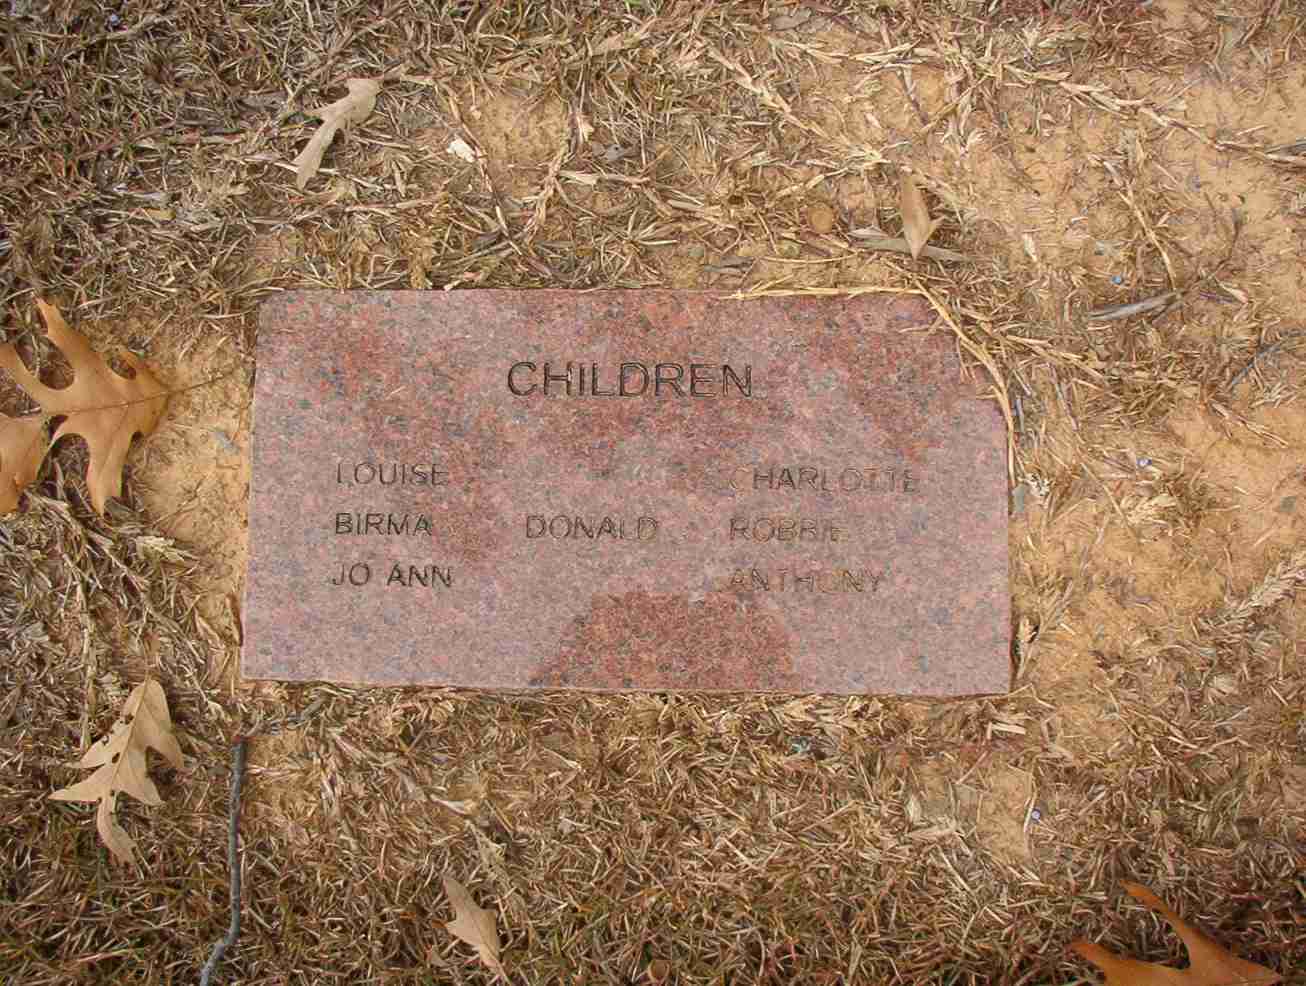 CHILDREN
LOUISE CHARLOTTE
BIRMA DONALD ROBBIE
JO ANN ANTHONY